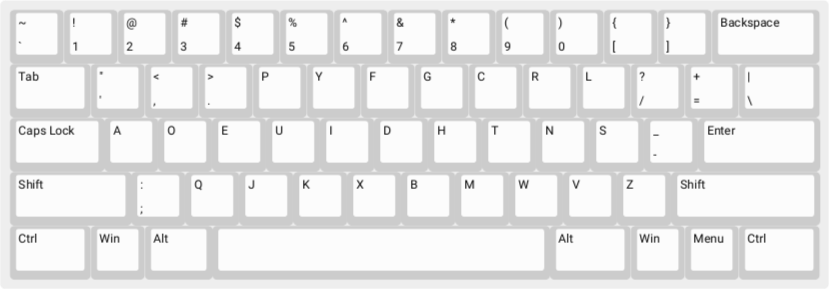 ~ ! @ # $ % ^ & * ( ) { } Backspace
` 1 2 3 4 5 6 7 8 9 0 [ ]
Tab " < > P Y F G C R L ? + |
' , . / = \
Caps Lock A O E U I D H T N S _ Enter
-
Shift : Q J K X B M W V Z Shift
;
Ctrl Win Alt Alt Win Menu Ctrl